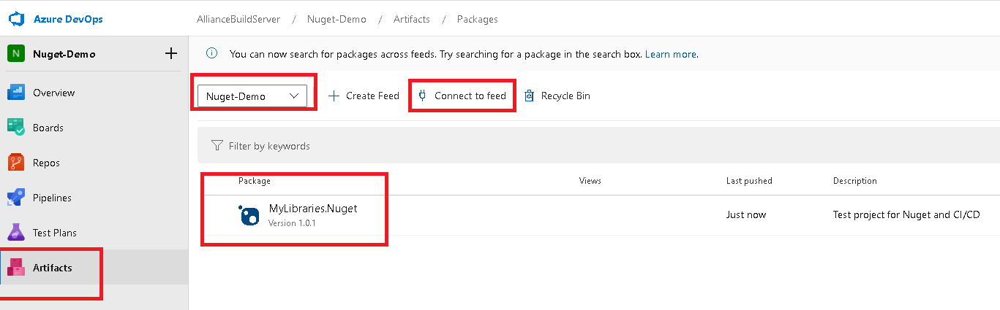 Azure DevOps
AllianceBuildServer / Nuget-Demo / Artifacts / Packages
N Nuget-Demo
You can now search for packages across feeds. Try searching for a package in the search box. Learn more.
Overview
Nuget-Demo
Create Feed
Connect to feed
Recycle Bin
Boards
Filter by keywords
Repos
Package Views Last pushed Description
Pipelines
MyLibraries.Nuget
Version 1.0.1
Just now
Test project for Nuget and CI/CD
Test Plans
Artifacts